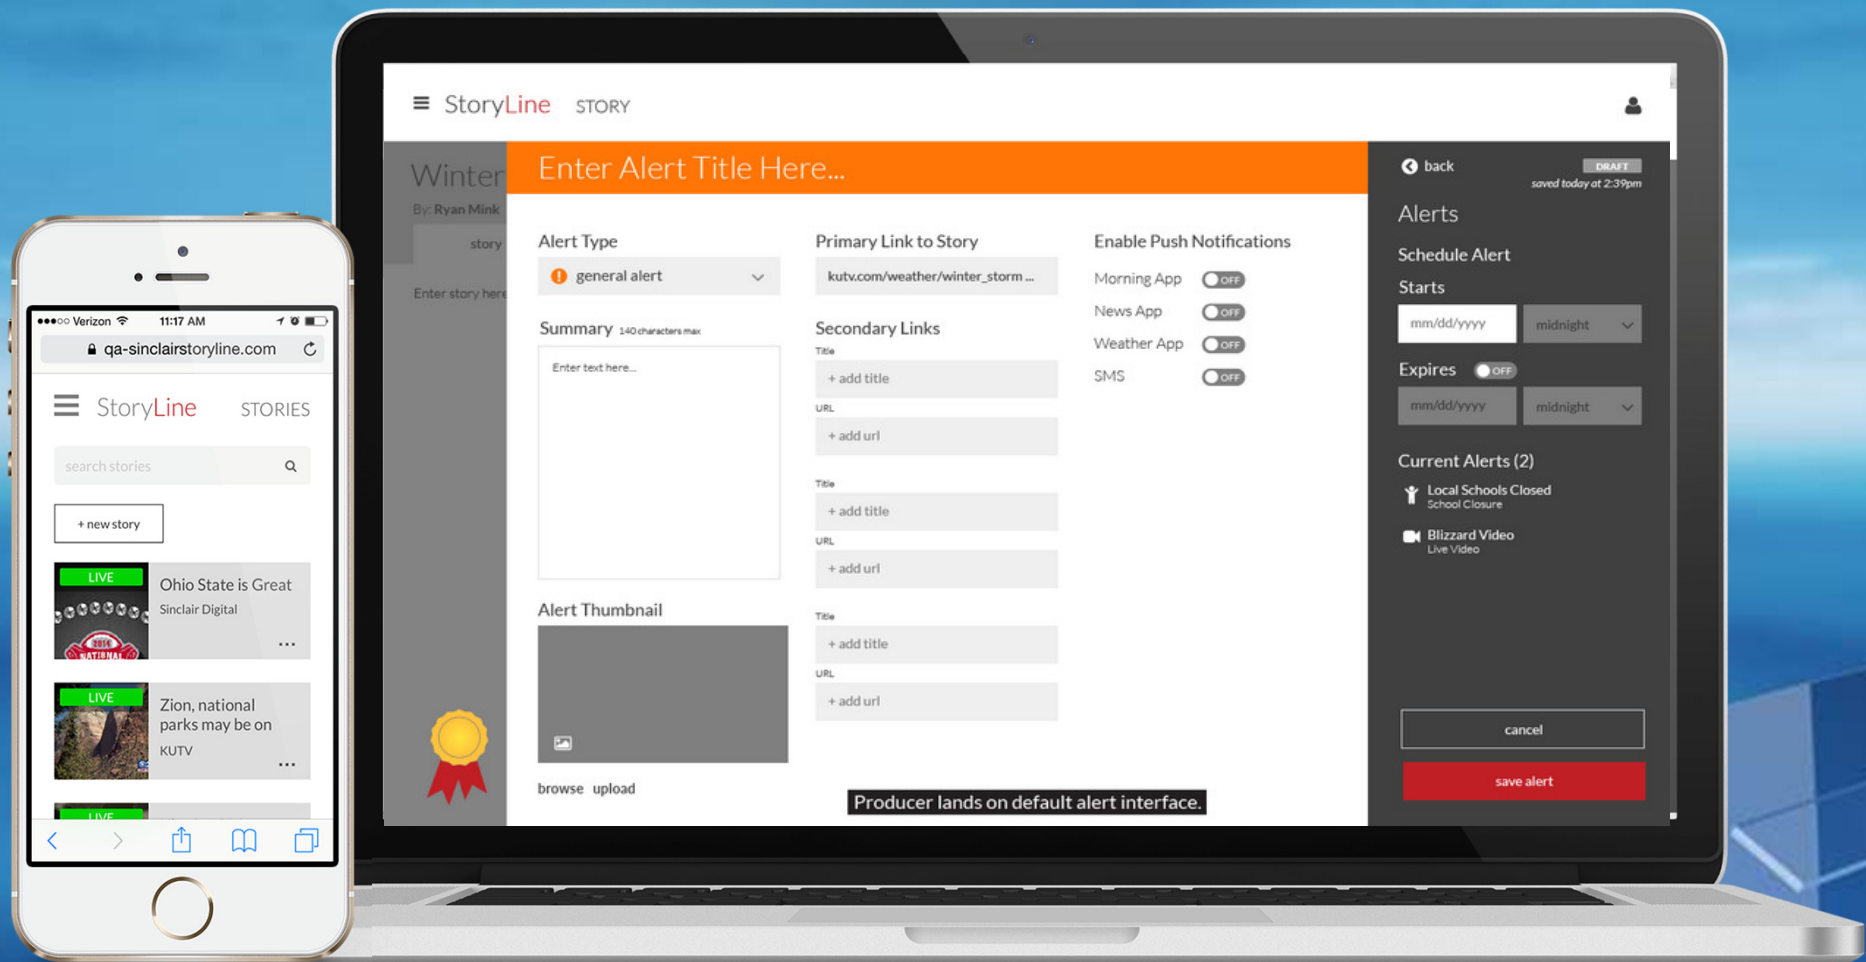 ●●●○○ Verizon 11:17 AM
qa-sinclairstoryline.com
StoryLine STORIES
search stories
+ new story
LIVE
Ohio State is Great
Sinclair Digital
...
2014
NATIONAL
LIVE
Zion, national
parks may be on
KUTV
...
LIVE
StoryLine STORY
Winter
By: Ryan Mink
story
Enter story here
Enter Alert Title Here...
Alert Type
general alert
Summary 140 characters max
Enter text here...
Alert Thumbnail
browse upload
Primary Link to Story
kutv.com/weather/winter_storm ...
Secondary Links
Title
+ add title
URL
+ add url
Title
+ add title
URL
+ add url
Title
+ add title
URL
+ add url
Enable Push Notifications
Morning App OFF
News App OFF
Weather App OFF
SMS OFF
Producer lands on default alert interface.
back DRAFT
saved today at 2:39pm
Alerts
Schedule Alert
Starts
mm/dd/yyyy midnight
Expires OFF
mm/dd/yyyy midnight
Current Alerts (2)
Local Schools Closed
School Closure
Blizzard Video
Live Video
cancel
save alert